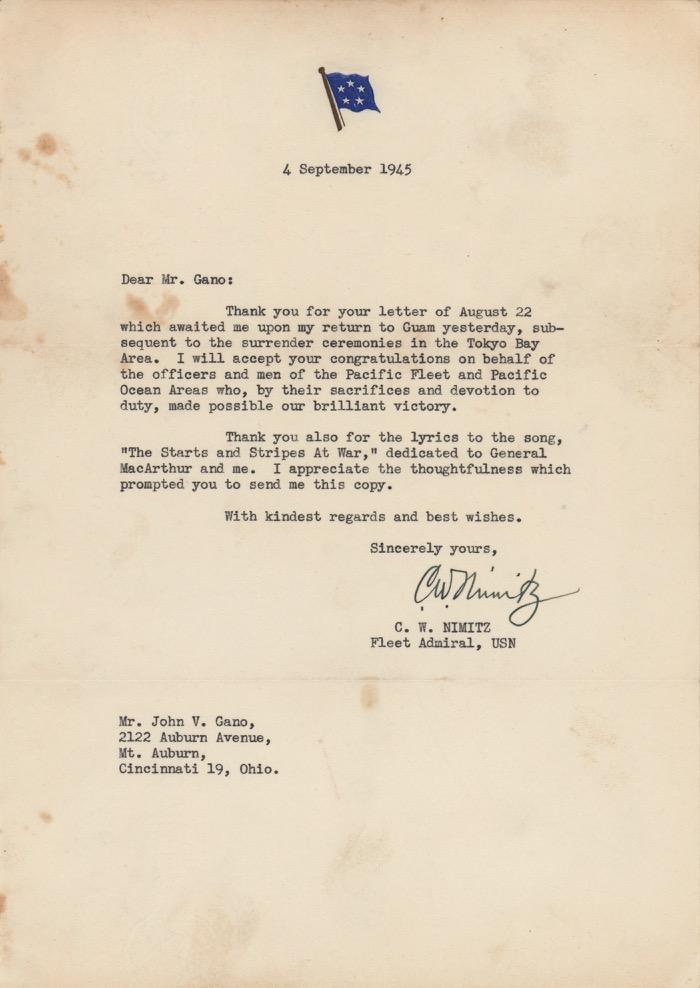 4 September 1945
Dear Mr. Gano:
Thank you for your letter of August 22
which awaited me upon my return to Guam yesterday, sub-
sequent to the surrender ceremonies in the Tokyo Bay
Area. I will accept your congratulations on behalf of
the officers and men of the Pacific Fleet and Pacific
Ocean Areas who, by their sacrifices and devotion to
duty, made possible our brilliant victory.
Thank you also for the lyrics to the song,
"The Starts and Stripes At War," dedicated to General
MacArthur and me. I appreciate the thoughtfulness which
prompted you to send me this copy.
With kindest regards and best wishes.
Sincerely yours,
C.W. Nimitz
C. W. NIMITZ
Fleet Admiral, USN
Mr. John V. Gano,
2122 Auburn Avenue,
Mt. Auburn,
Cincinnati 19, Ohio.